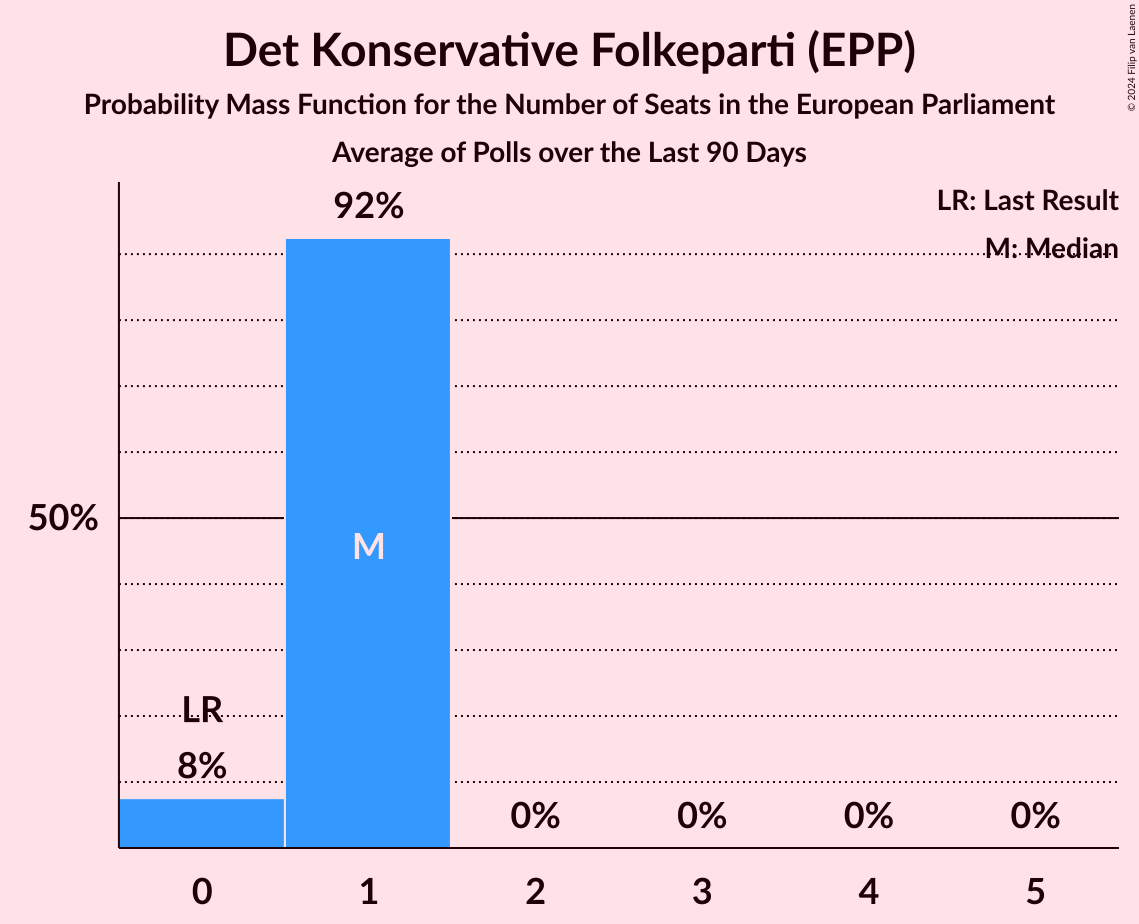 Det Konservative Folkeparti (EPP)
Probability Mass Function for the Number of Seats in the European Parliament
Average of Polls over the Last 90 Days
© 2024 Filip van Laenen
LR: Last Result
M: Median
92%
50%
M
LR
8%
0% 0% 0% 0%
0 1 2 3 4 5